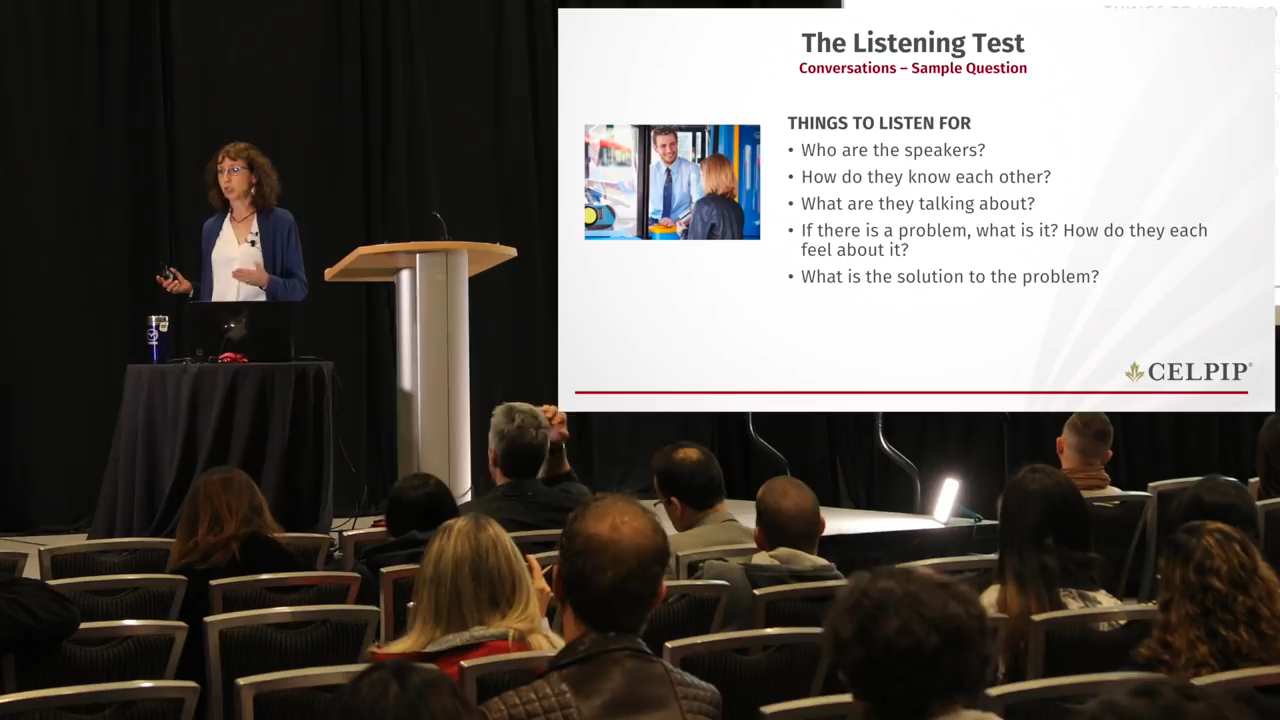 The Listening Test
Conversations – Sample Question
THINGS TO LISTEN FOR
• Who are the speakers?
• How do they know each other?
• What are they talking about?
• If there is a problem, what is it? How do they each
feel about it?
• What is the solution to the problem?
CELPIP®